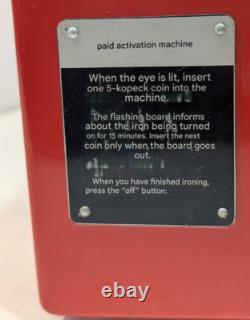 paid activation machine
When the eye is lit, insert
one 5-kopeck coin into the
machine.
The flashing board informs
about the iron being turned
on for 15 minutes. Insert the next
coin only when the board goes
out.
When you have finished ironing,
press the "off" button: